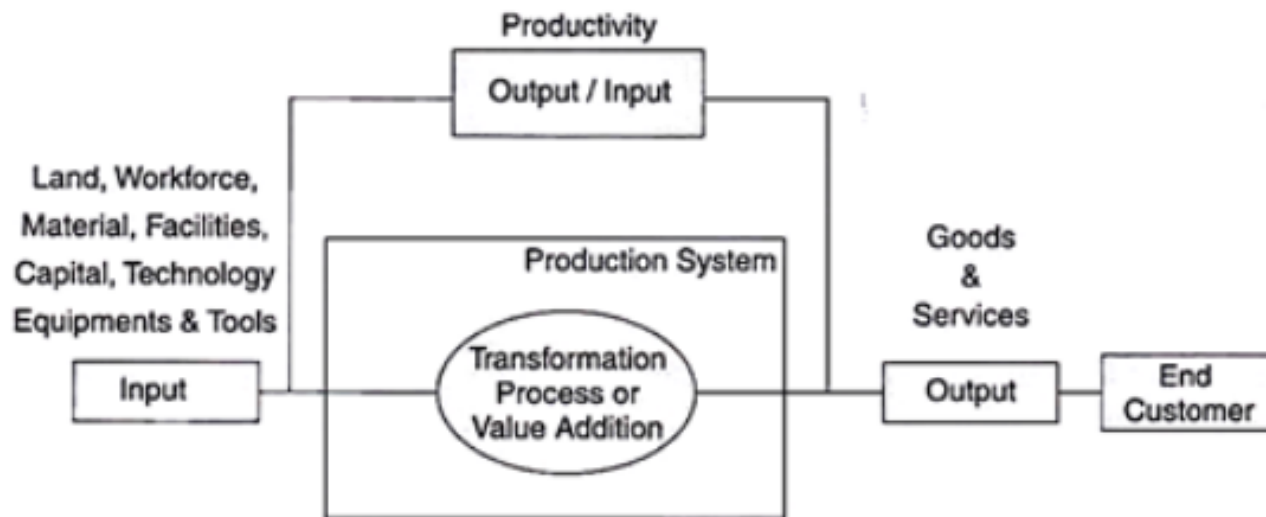 Productivity
Output / Input
Land, Workforce,
Material, Facilities,
Capital, Technology
Equipments & Tools
Input
Production System
Transformation
Process or
Value Addition
Goods
&
Services
Output
End
Customer